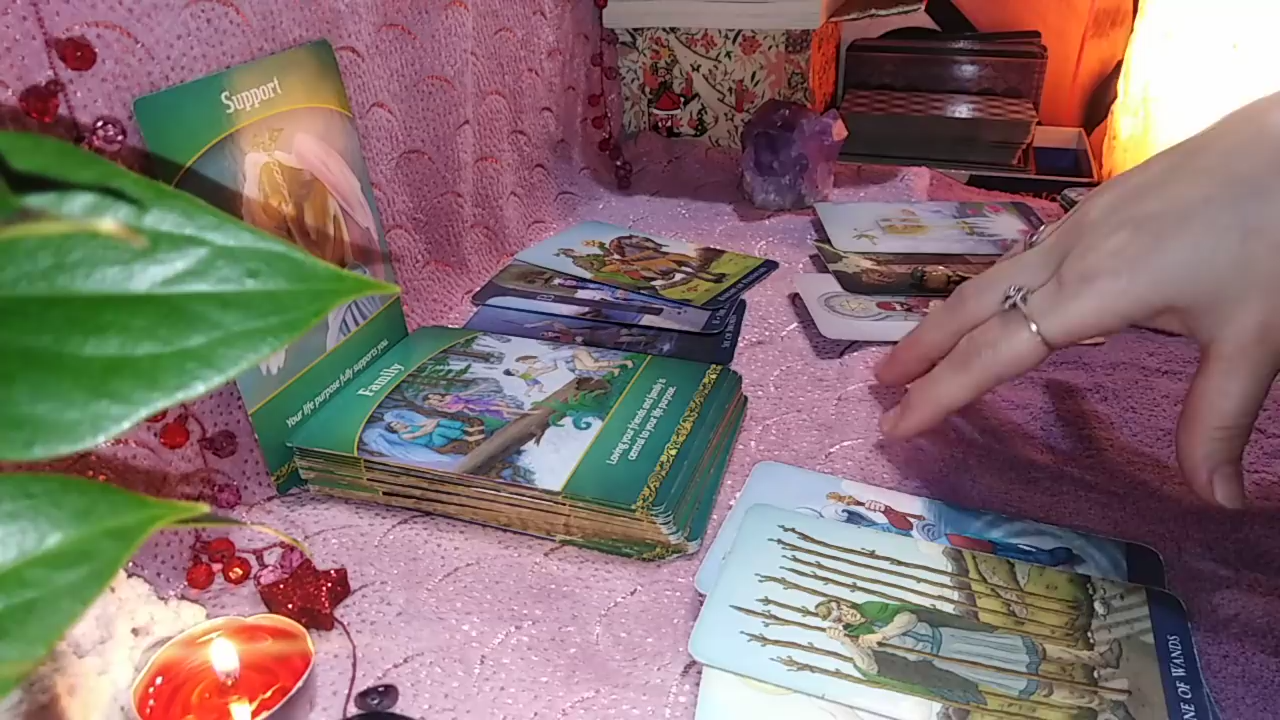 Support
Your life purpose fully supports you.
Family
Loving your friends and family is
central to your life purpose.
NE OF WANDS